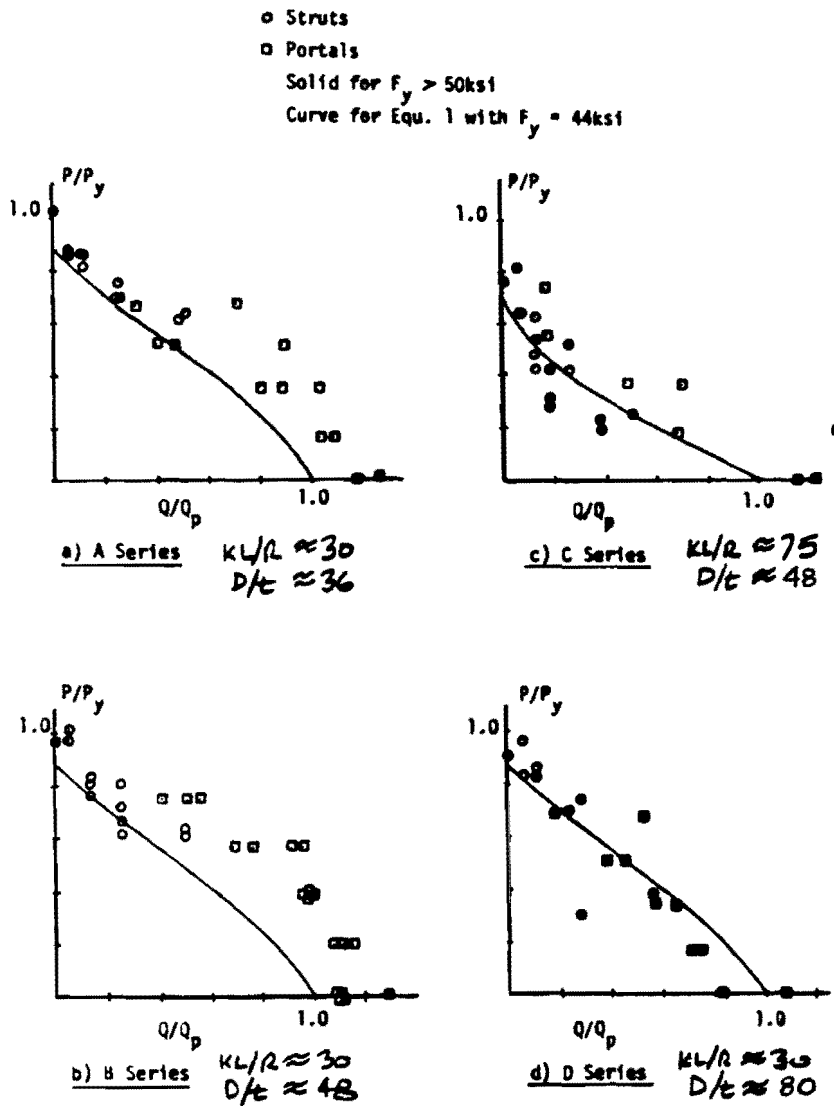 Struts
Portals
Solid for Fy > 50ksi
Curve for Equ. 1 with Fy = 44ksi
P/Py
1.0
1.0
Q/Qp
a) A Series
KL/R ≈ 30
D/t ≈ 36
P/Py
1.0
1.0
Q/Qp
c) C Series
KL/R ≈ 75
D/t ≈ 48
P/Py
1.0
1.0
Q/Qp
b) B Series
KL/R ≈ 30
D/t ≈ 48
P/Py
1.0
1.0
Q/Qp
d) D Series
KL/R ≈ 30
D/t ≈ 80